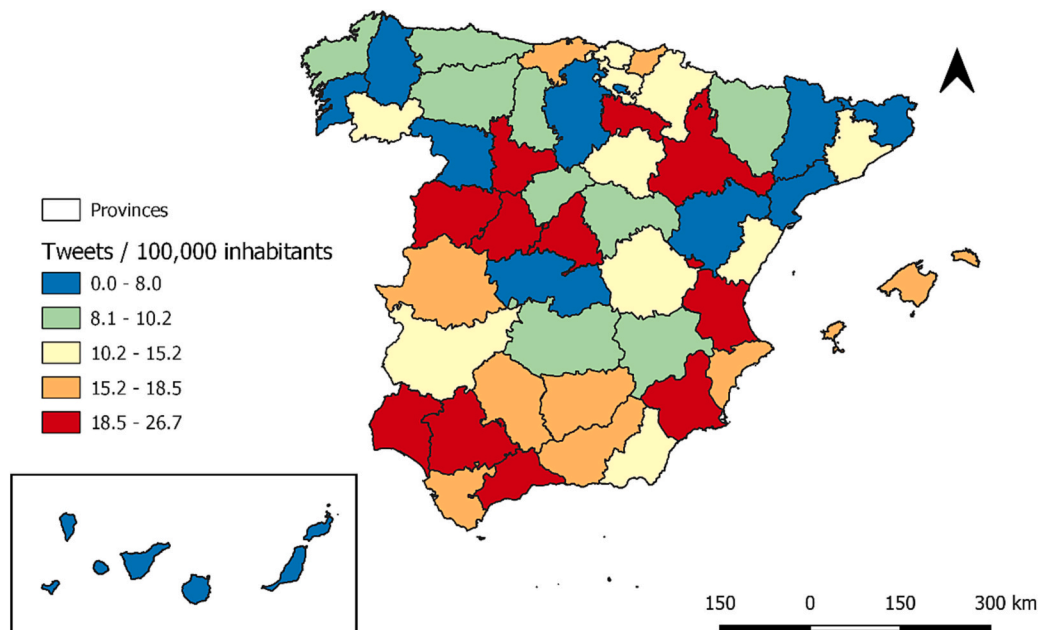 Provinces
Tweets / 100,000 inhabitants
0.0 - 8.0
8.1 - 10.2
10.2 - 15.2
15.2 - 18.5
18.5 - 26.7
150 0 150 300 km